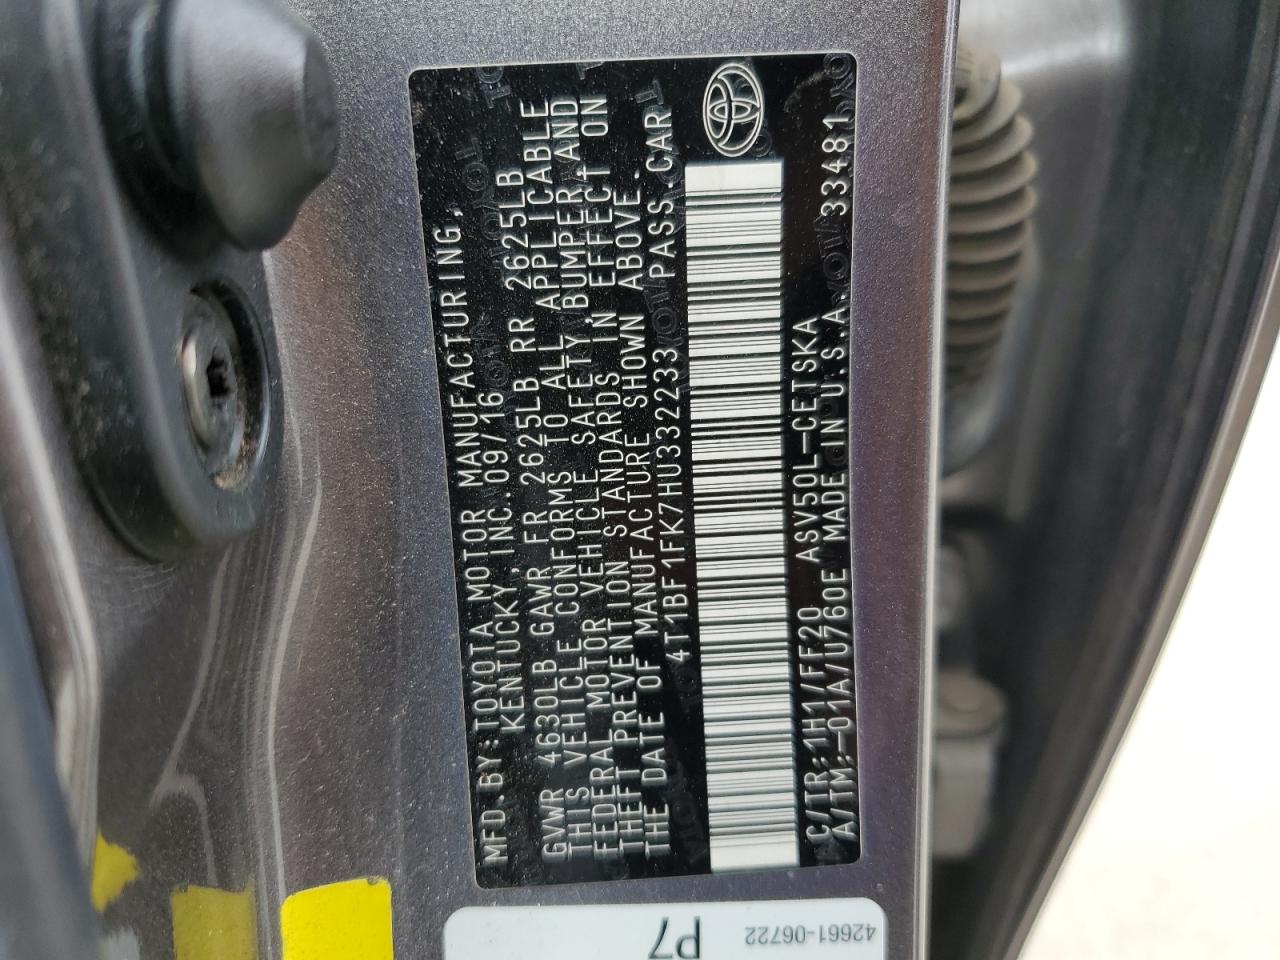 MFD.BY:TOYOTA MOTOR MANUFACTURING,
KENTUCKY,INC.09/16
GVWR 4630LB GAWR FR 2625LB RR 2625LB
THIS VEHICLE CONFORMS TO ALL APPLICABLE
FEDERAL MOTOR VEHICLE SAFETY,BUMPER,AND
THEFT PREVENTION STANDARDS IN EFFECT ON
THE DATE OF MANUFACTURE SHOWN ABOVE.
4T1BF1FK7HU332233 PASS.CAR
C/TR:1H1/FF20 ASV50L-CETSKA
A/TM:-01A/U760E MADE IN U.S.A. 33481
P7
42661-06722